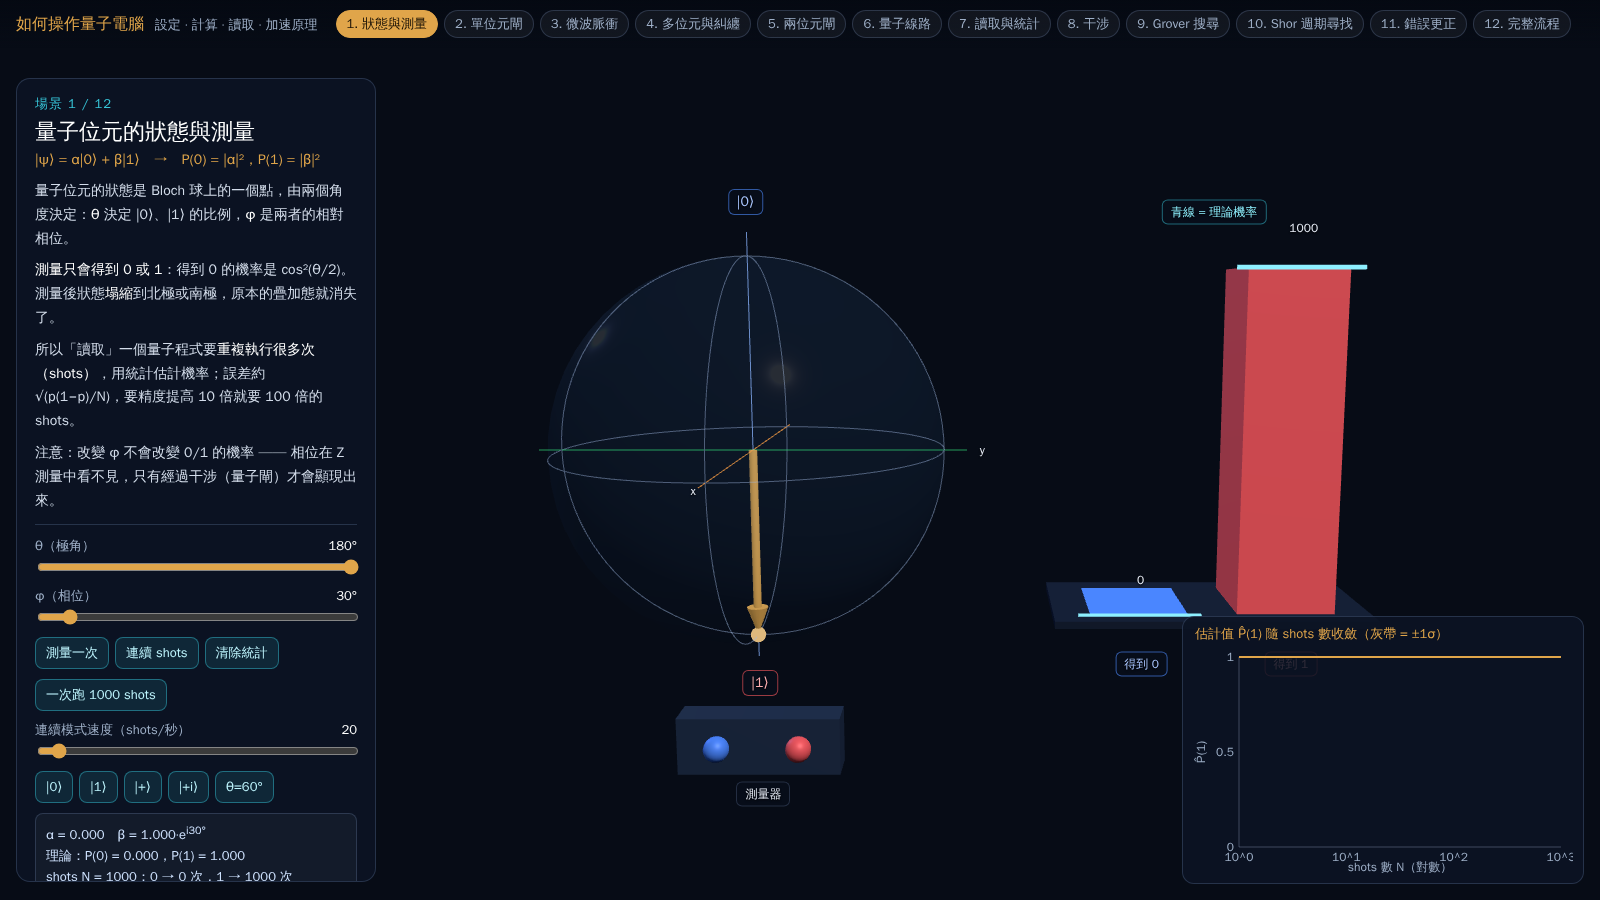 如何操作量子電腦 設定 · 計算 · 讀取 · 加速原理 1. 狀態與測量 2. 單位元閘 3. 微波脈衝 4. 多位元與糾纏 5. 兩位元閘 6. 量子線路 7. 讀取與統計 8. 干涉 9. Grover 搜尋 10. Shor 週期尋找 11. 錯誤更正 12. 完整流程
場景 1 / 12
量子位元的狀態與測量
|ψ⟩ = α|0⟩ + β|1⟩ → P(0) = |α|²，P(1) = |β|²
量子位元的狀態是 Bloch 球上的一個點，由兩個角
度決定：θ 決定 |0⟩、|1⟩ 的比例，φ 是兩者的相對
相位。
測量只會得到 0 或 1：得到 0 的機率是 cos²(θ/2)。
測量後狀態塌縮到北極或南極，原本的疊加態就消失
了。
所以「讀取」一個量子程式要重複執行很多次
（shots），用統計估計機率；誤差約
√(p(1−p)/N)，要精度提高 10 倍就要 100 倍的
shots。
注意：改變 φ 不會改變 0/1 的機率 —— 相位在 Z
測量中看不見，只有經過干涉（量子閘）才會顯現出
來。
θ（極角） 180°
φ（相位） 30°
測量一次 連續 shots 清除統計
一次跑 1000 shots
連續模式速度（shots/秒） 20
|0⟩ |1⟩ |+⟩ |+i⟩ θ=60°
α = 0.000 β = 1.000·e^i30°
理論：P(0) = 0.000，P(1) = 1.000
shots N = 1000：0 → 0 次，1 → 1000 次
|0⟩
y
x
|1⟩
測量器
青線 = 理論機率
1000
0
得到 0
得到 1
估計值 P̂(1) 隨 shots 數收斂（灰帶 = ±1σ）
1
0.5
0
P̂(1)
10^0 10^1 10^2 10^3
shots 數 N（對數）